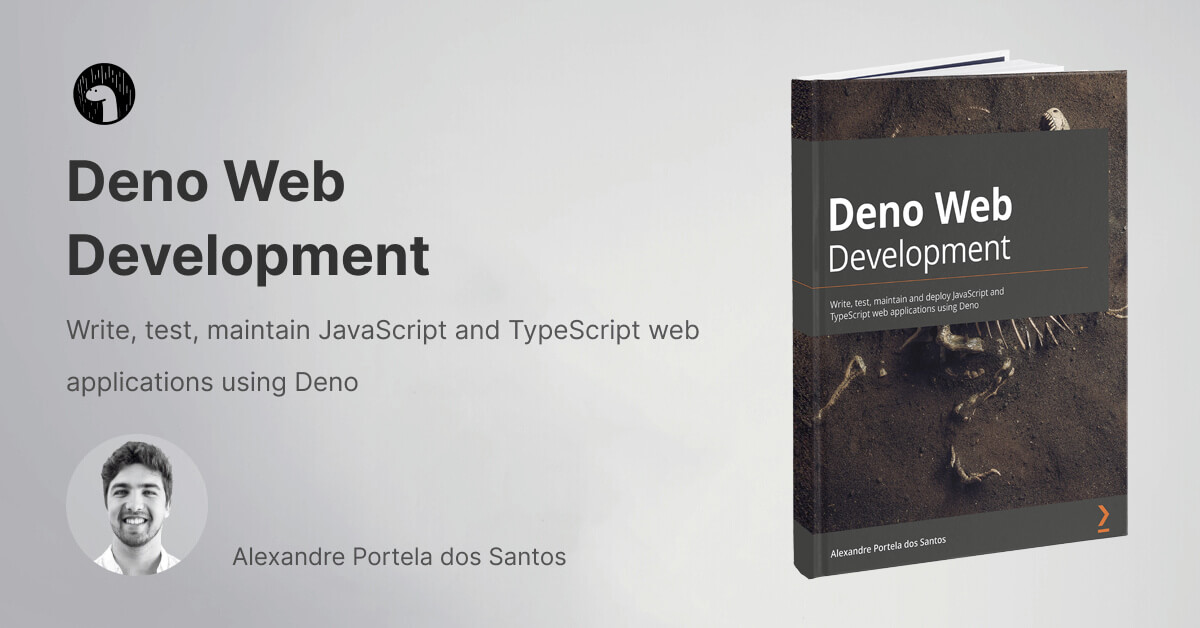 Deno Web
Development
Write, test, maintain JavaScript and TypeScript web
applications using Deno
Alexandre Portela dos Santos
Deno Web
Development
Write, test, maintain and deploy JavaScript and
TypeScript web applications using Deno
Alexandre Portela dos Santos